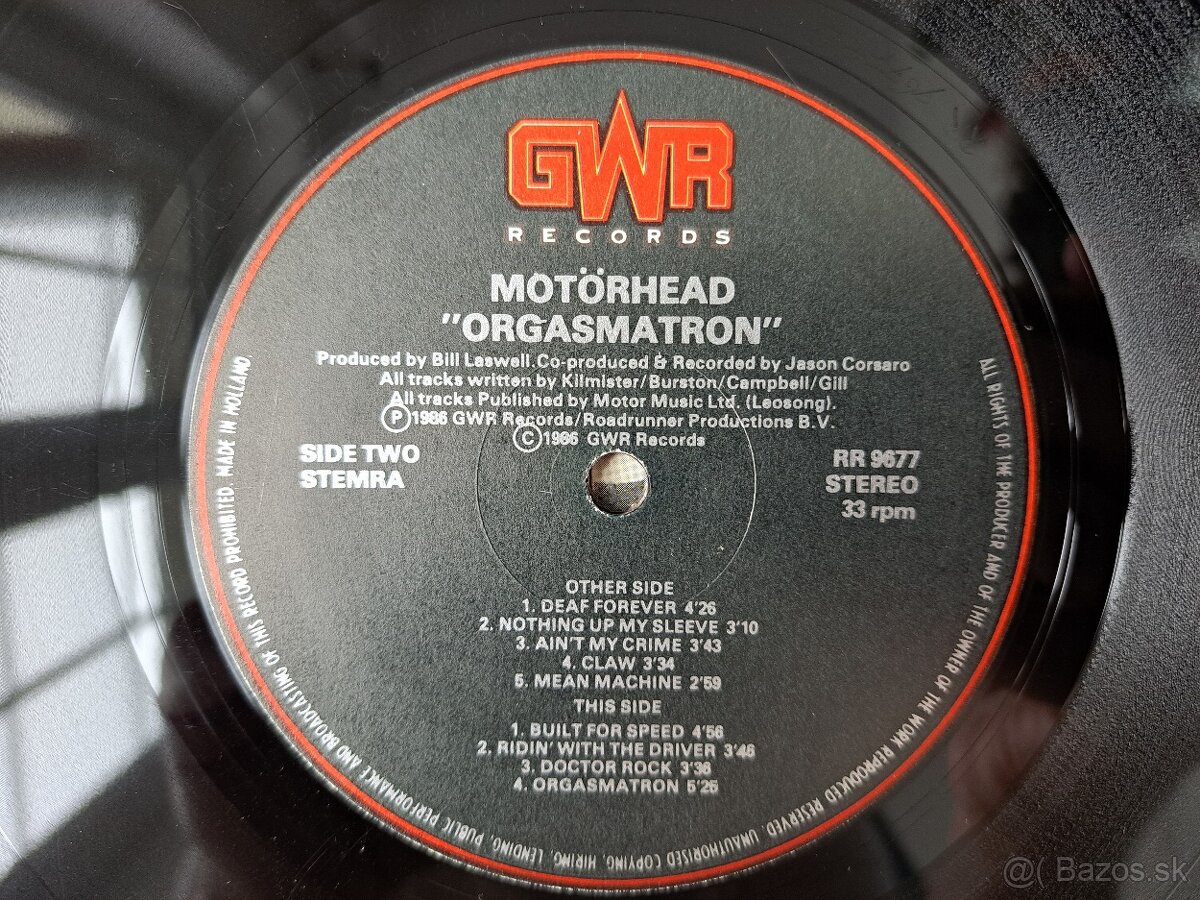 GWR
RECORDS
MOTÖRHEAD
"ORGASMATRON"
Produced by Bill Laswell. Co-produced & Recorded by Jason Corsaro
All tracks written by Kilmister/Burston/Campbell/Gill
All tracks Published by Motor Music Ltd. (Leosong).
Ⓟ1986 GWR Records/Roadrunner Productions B.V.
Ⓒ1986 GWR Records
SIDE TWO
STEMRA
RR 9677
STEREO
33 rpm
OTHER SIDE
1. DEAF FOREVER 4'26
2. NOTHING UP MY SLEEVE 3'10
3. AIN'T MY CRIME 3'43
4. CLAW 3'34
5. MEAN MACHINE 2'59
THIS SIDE
1. BUILT FOR SPEED 4'56
2. RIDIN' WITH THE DRIVER 3'46
3. DOCTOR ROCK 3'36
4. ORGASMATRON 5'25
ALL RIGHTS OF THE PRODUCER AND OF THE OWNER OF THE WORK REPRODUCED RESERVED. UNAUTHORISED COPYING, HIRING, LENDING, PUBLIC PERFORMANCE AND BROADCASTING OF THIS RECORD PROHIBITED. MADE IN HOLLAND.
@( Bazos.sk